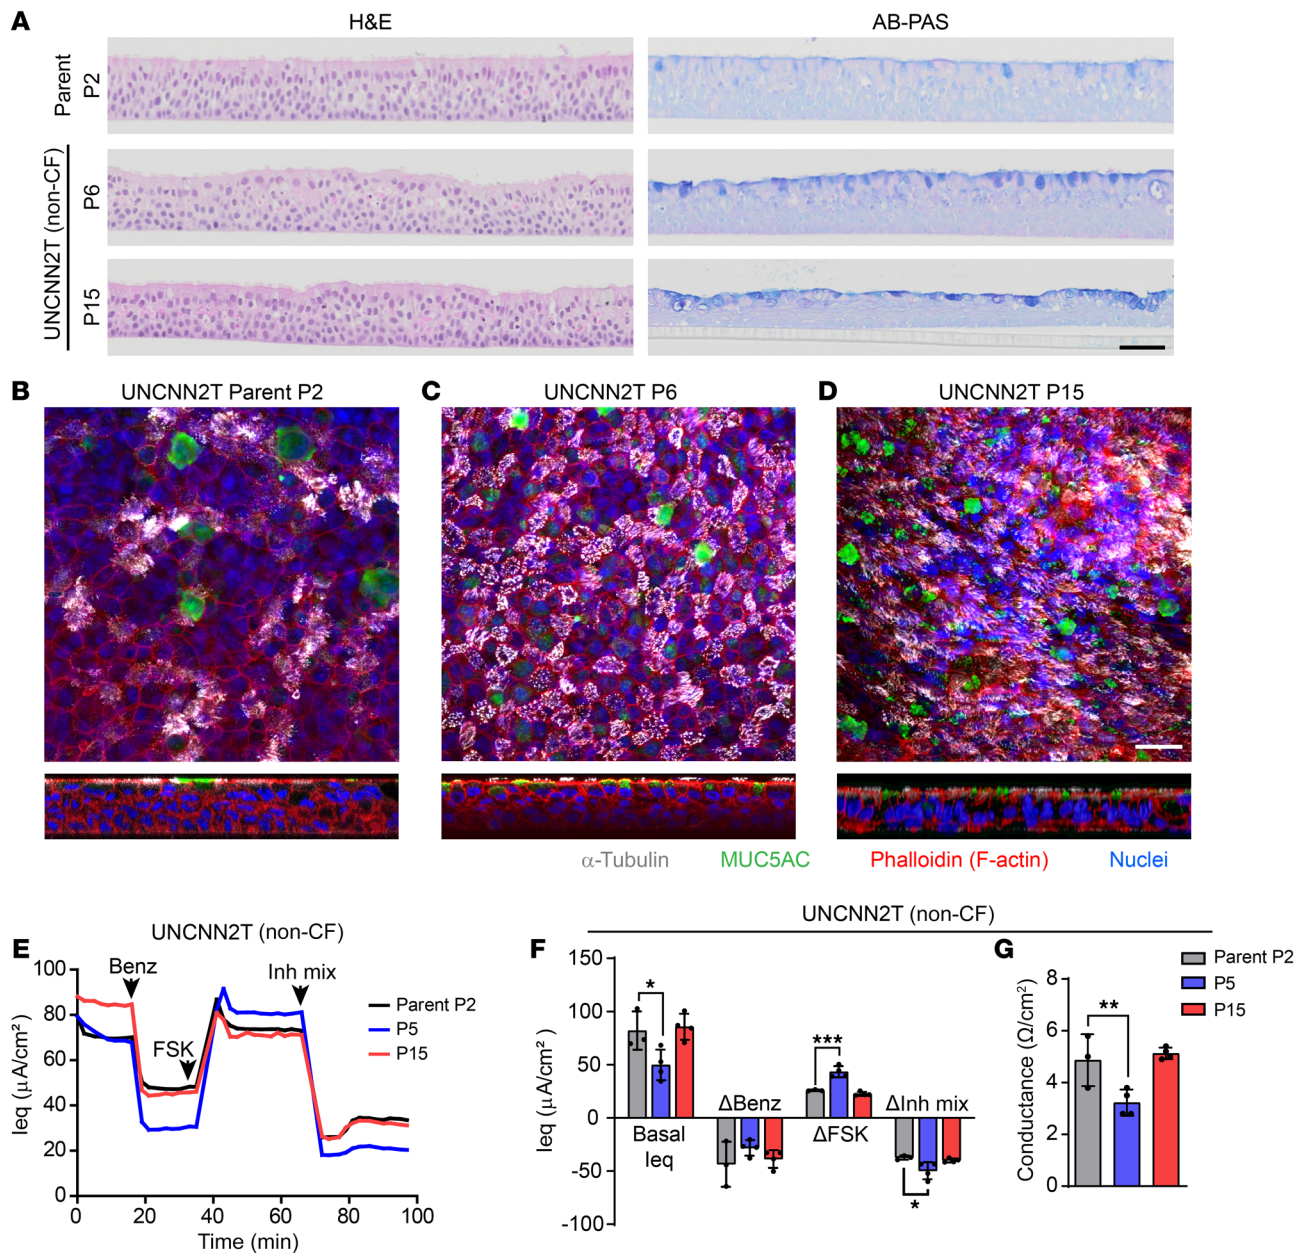 A
H&E
AB-PAS
Parent
P2
UNCNN2T (non-CF)
P6
P15
B
UNCNN2T Parent P2
C
UNCNN2T P6
D
UNCNN2T P15
α-Tubulin
MUC5AC
Phalloidin (F-actin)
Nuclei
E
UNCNN2T (non-CF)
Ieq (μA/cm²)
100
80
60
40
20
0
Benz
FSK
Inh mix
Parent P2
P5
P15
0 20 40 60 80 100
Time (min)
UNCNN2T (non-CF)
F
Ieq (μA/cm²)
150
100
50
0
-50
-100
*
***
*
Basal
Ieq
ΔBenz
ΔFSK
ΔInh mix
G
Conductance (Ω/cm²)
8
6
4
2
0
**
Parent P2
P5
P15